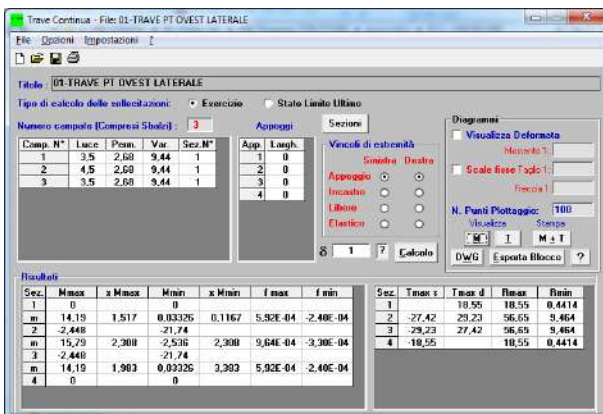 Trave Continua - File: 01-TRAVE PT OVEST LATERALE
File Opzioni Impostazioni ?
Titolo : 01-TRAVE PT OVEST LATERALE
Tipo di calcolo delle sollecitazioni: Esercizio Stato Limite Ultimo
Numero campate (Compresi Sbalzi) : 3 Appoggi Sezioni
Camp. N° Luce Perm. Var. Sez.N°
1 3,5 2,68 9,44 1
2 4,5 2,68 9,44 1
3 3,5 2,68 9,44 1
App. Largh.
1 0
2 0
3 0
4 0
Vincoli di estremità
Sinistra Destra
Appoggio
Incastro
Libero
Elastico
δ 1 ? Calcolo
Diagrammi
Visualizza Deformata
Momento 1:
Scale fisse Taglio 1:
Freccia 1:
N. Punti Plottaggio: 100
Visualizza Stampa
M T M + T
DWG Esporta Blocco ?
Risultati
Sez. Mmax x Mmax Mmin x Mmin f max f min
1 0 0
m 14,19 1,517 0,03326 0,1167 5,92E-04 -2,40E-04
2 -2,448 -21,74
m 15,79 2,308 -2,536 2,308 9,64E-04 -3,30E-04
3 -2,448 -21,74
m 14,19 1,983 0,03326 3,383 5,92E-04 -2,40E-04
4 0 0
Sez. Tmax s Tmax d Rmax Rmin
1 18,55 18,55 0,4414
2 -27,42 29,23 56,65 9,464
3 -29,23 27,42 56,65 9,464
4 -18,55 18,55 0,4414